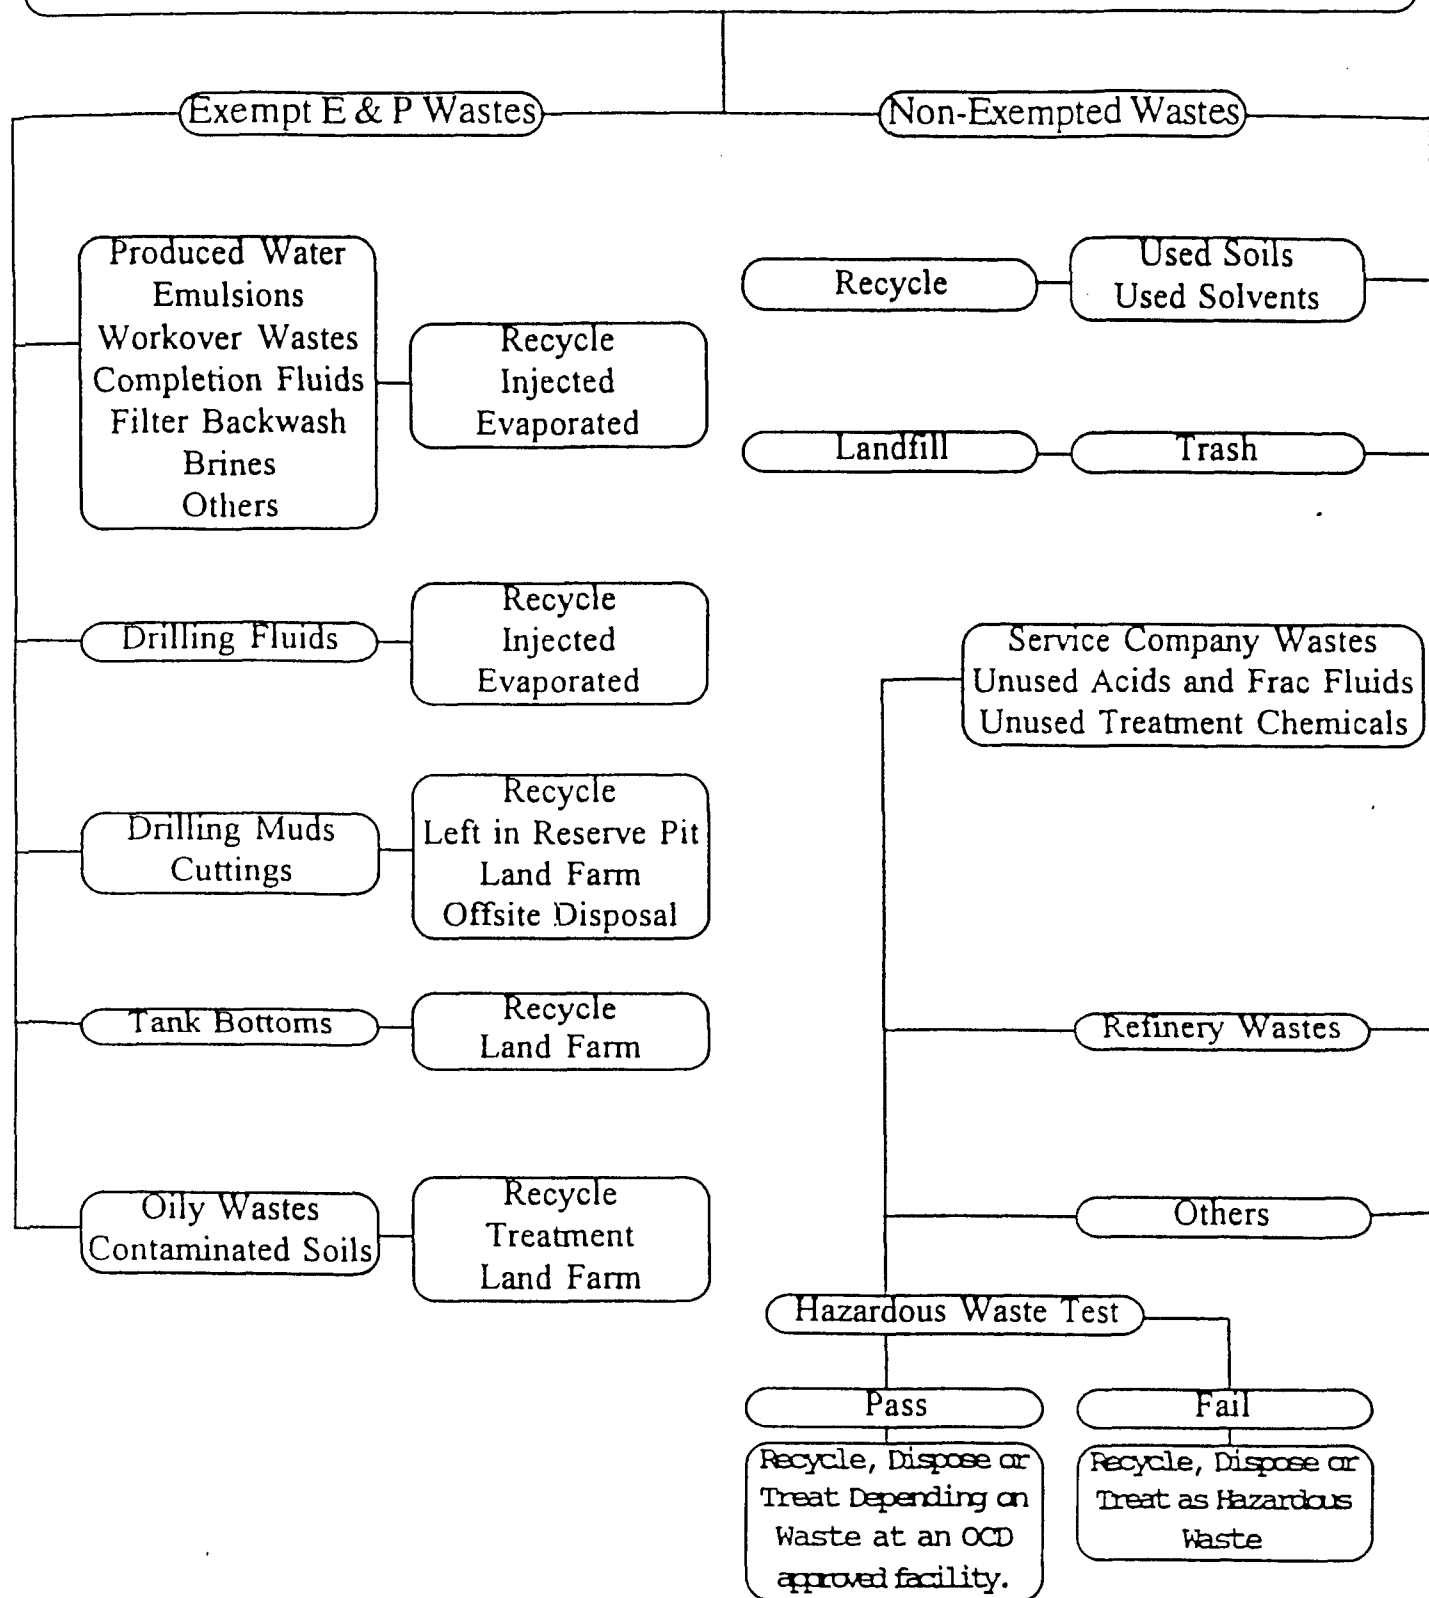 Exempt E & P Wastes
Non-Exempted Wastes
Produced Water
Emulsions
Workover Wastes
Completion Fluids
Filter Backwash
Brines
Others
Recycle
Injected
Evaporated
Recycle
Used Soils
Used Solvents
Landfill
Trash
Drilling Fluids
Recycle
Injected
Evaporated
Service Company Wastes
Unused Acids and Frac Fluids
Unused Treatment Chemicals
Drilling Muds
Cuttings
Recycle
Left in Reserve Pit
Land Farm
Offsite Disposal
Tank Bottoms
Recycle
Land Farm
Refinery Wastes
Oily Wastes
Contaminated Soils
Recycle
Treatment
Land Farm
Others
Hazardous Waste Test
Pass
Fail
Recycle, Dispose or
Treat Depending on
Waste at an OCD
approved facility.
Recycle, Dispose or
Treat as Hazardous
Waste